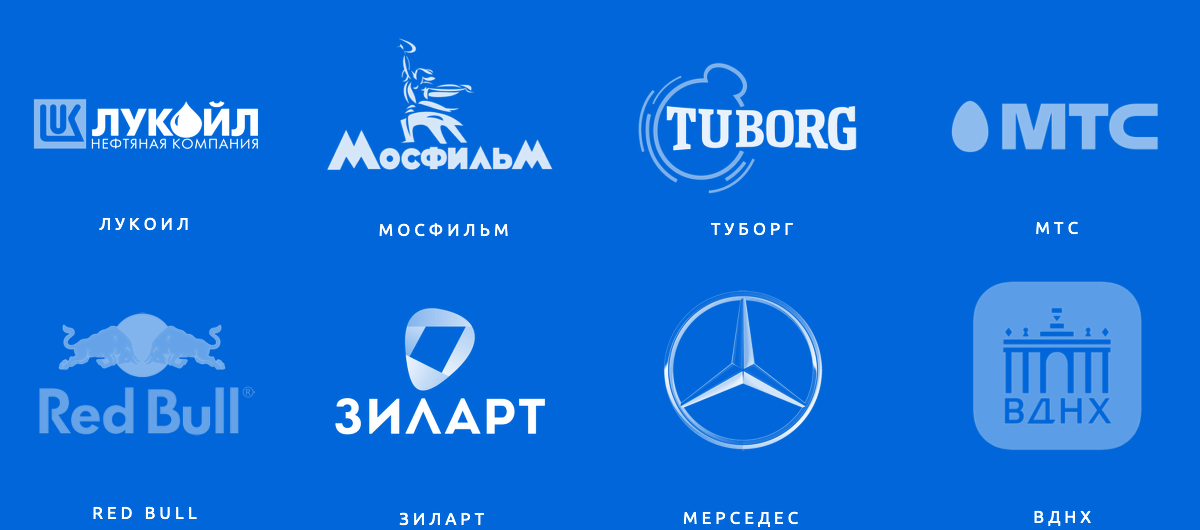 LUK ЛУКОЙЛ
НЕФТЯНАЯ КОМПАНИЯ
МОСФИЛЬМ
TUBORG
МТС
ЛУКОИЛ
МОСФИЛЬМ
ТУБОРГ
МТС
Red Bull®
ЗИЛАРТ
ВДНХ
RED BULL
ЗИЛАРТ
МЕРСЕДЕС
ВДНХ